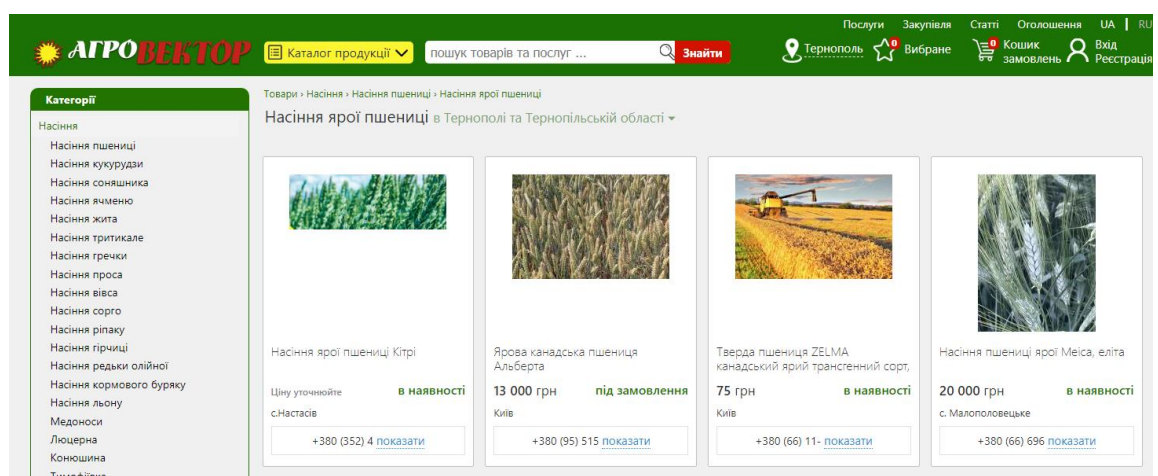 Послуги Закупівля Статті Оголошення UA | RU
АГРОВЕКТОР
Каталог продукції
пошук товарів та послуг ...
Знайти
Тернополь
0
Вибране
0
Кошик
замовлень
Вхід
Реєстрація
Категорії
Насіння
Насіння пшениці
Насіння кукурудзи
Насіння соняшника
Насіння ячменю
Насіння жита
Насіння тритикале
Насіння гречки
Насіння проса
Насіння вівса
Насіння сорго
Насіння ріпаку
Насіння гірчиці
Насіння редьки олійної
Насіння кормового буряку
Насіння льону
Медоноси
Люцерна
Конюшина
Товари › Насіння › Насіння пшениці › Насіння ярої пшениці
Насіння ярої пшениці в Тернополі та Тернопільській області
Насіння ярої пшениці Кітрі
Ціну уточнюйте в наявності
с.Настасів
+380 (352) 4 показати
Ярова канадська пшениця
Альберта
13 000 грн під замовлення
Київ
+380 (95) 515 показати
Тверда пшениця ZELMA
канадський ярий трансгенний сорт,
75 грн в наявності
Київ
+380 (66) 11- показати
Насіння пшениці ярої Меіса, еліта
20 000 грн в наявності
с. Малополовецьке
+380 (66) 696 показати